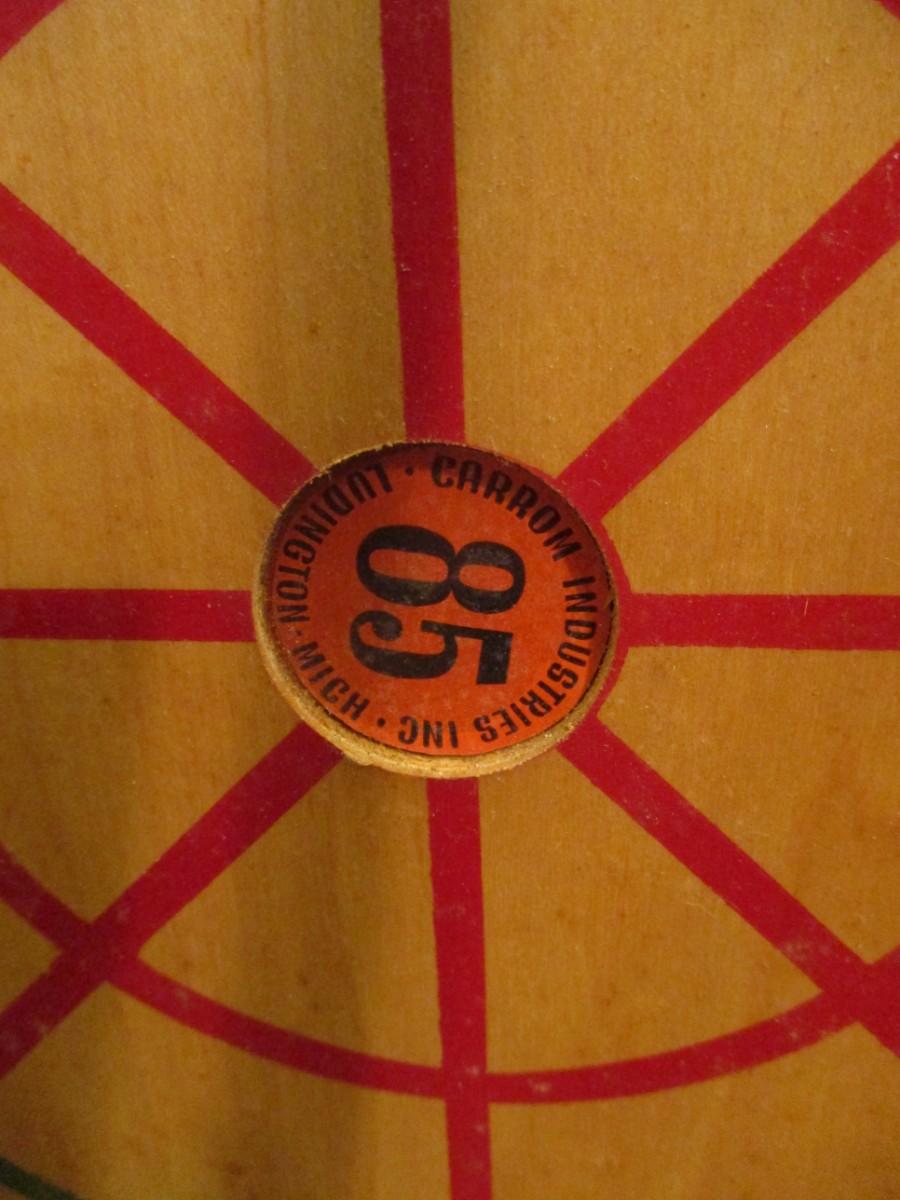 CARROM INDUSTRIES INC · LUDINGTON · MICH ·
85